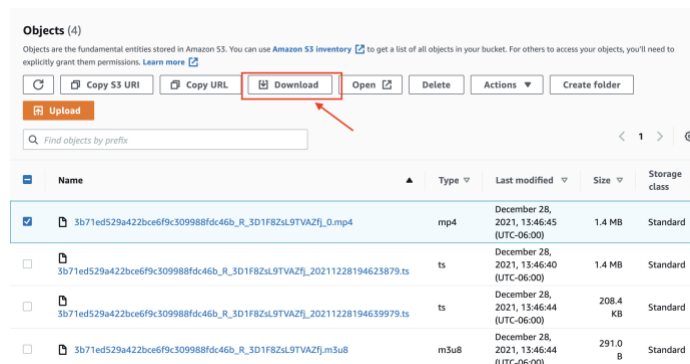 Objects (4)
Objects are the fundamental entities stored in Amazon S3. You can use Amazon S3 inventory to get a list of all objects in your bucket. For others to access your objects, you'll need to
explicitly grant them permissions. Learn more
Copy S3 URI Copy URL Download Open Delete Actions Create folder
Upload
Find objects by prefix 1
Name Type Last modified Size Storage class
3b71ed529a422bce6f9c309988fdc46b_R_3D1F8ZsL9TVAZfj_0.mp4 mp4 December 28, 2021, 13:46:45 (UTC-06:00) 1.4 MB Standard
3b71ed529a422bce6f9c309988fdc46b_R_3D1F8ZsL9TVAZfj_20211228194623879.ts ts December 28, 2021, 13:46:40 (UTC-06:00) 1.4 MB Standard
3b71ed529a422bce6f9c309988fdc46b_R_3D1F8ZsL9TVAZfj_20211228194639979.ts ts December 28, 2021, 13:46:44 (UTC-06:00) 208.4 KB Standard
3b71ed529a422bce6f9c309988fdc46b_R_3D1F8ZsL9TVAZfj.m3u8 m3u8 December 28, 2021, 13:46:44 (UTC-06:00) 291.0 B Standard